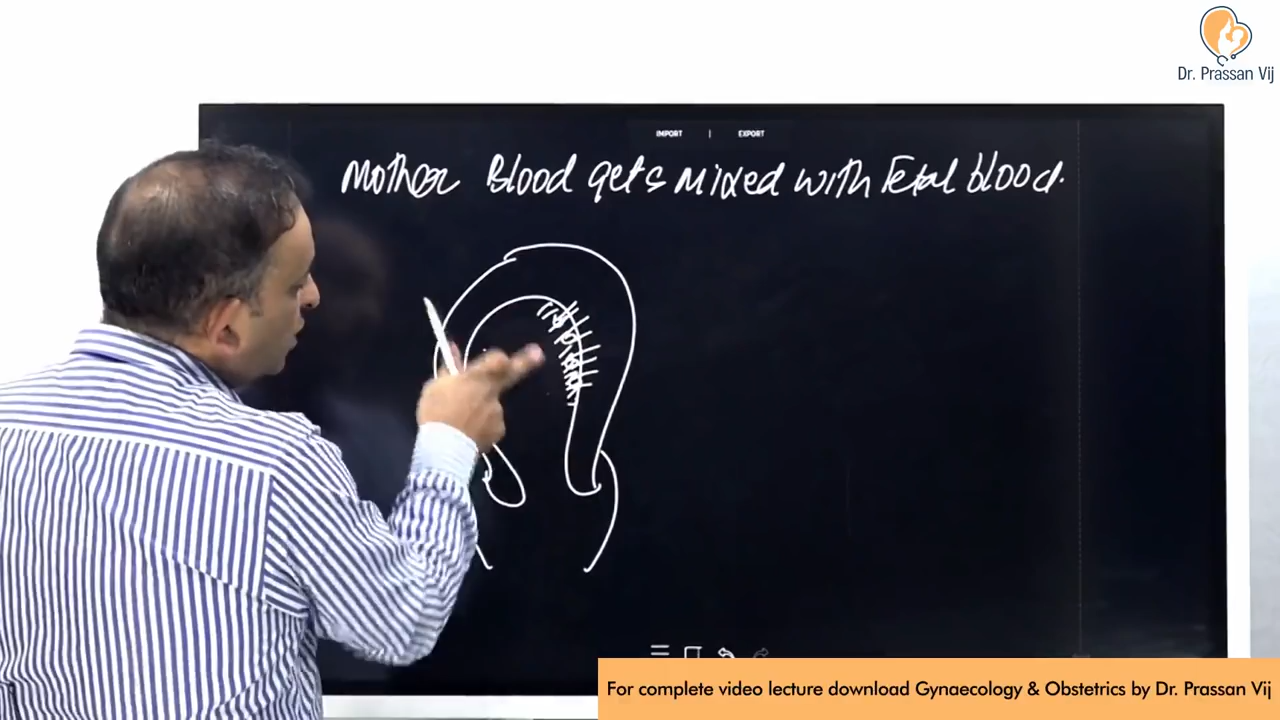 Dr. Prassan Vij
IMPORT | EXPORT
Mother Blood gets mixed with Fetal blood.
For complete video lecture download Gynaecology & Obstetrics by Dr. Prassan Vij